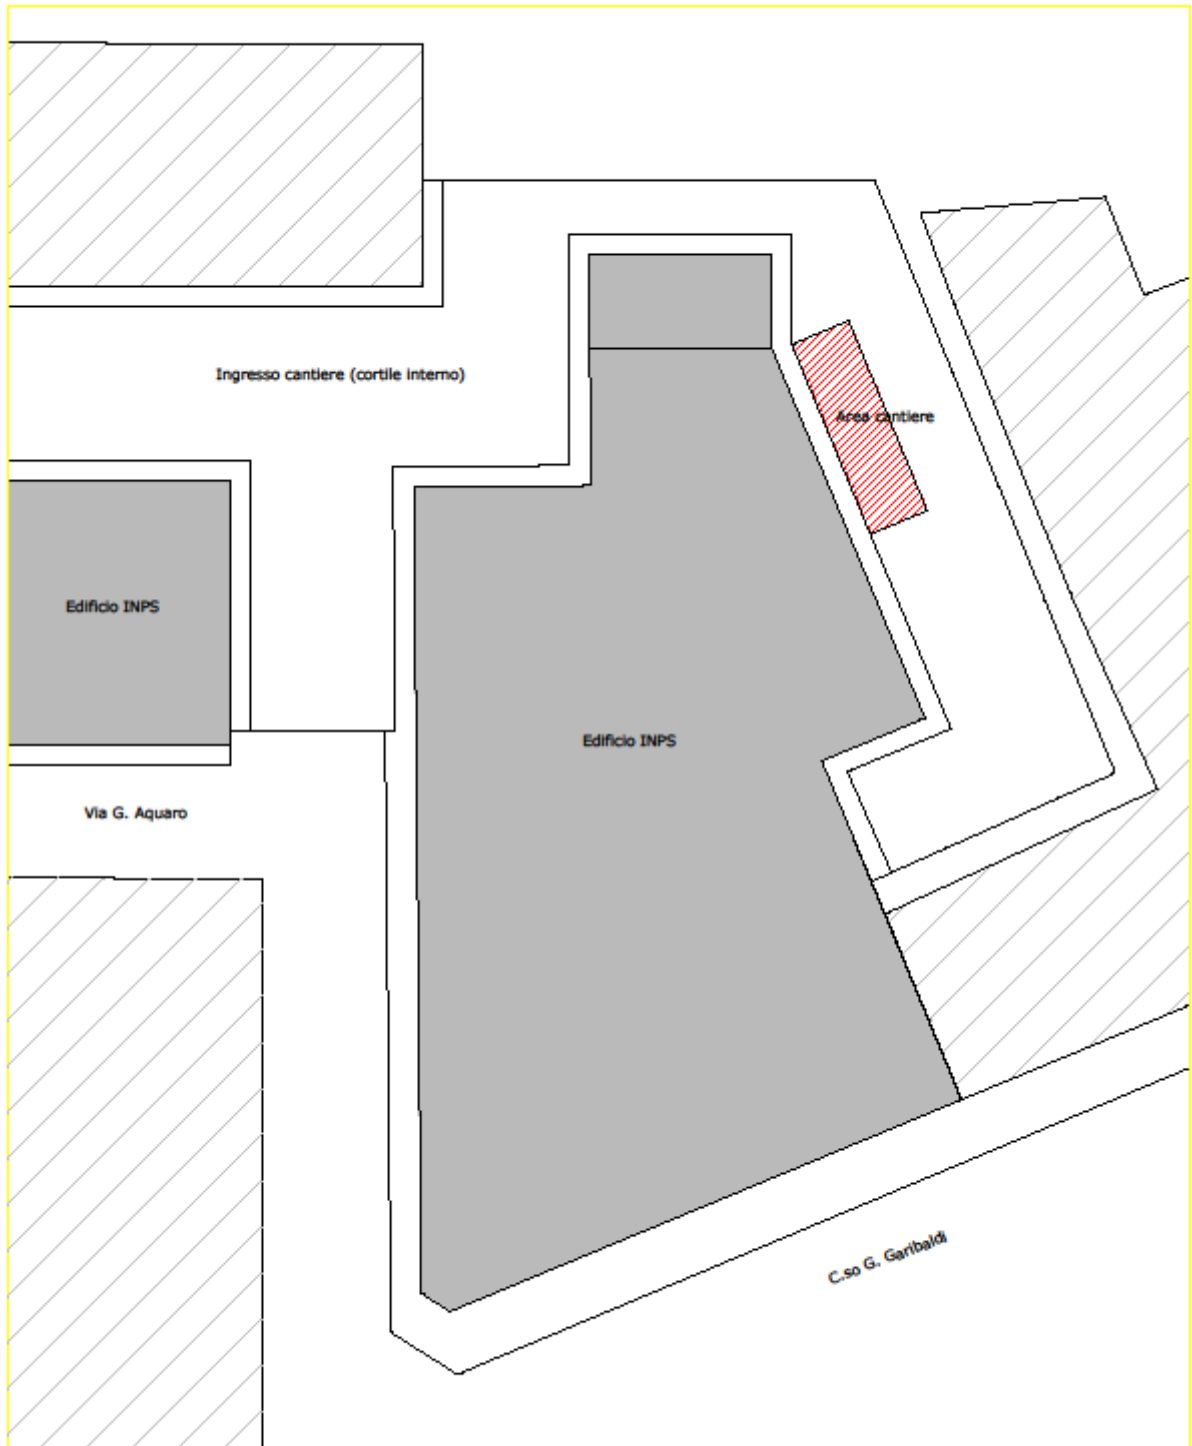 Ingresso cantiere (cortile interno)
Area cantiere
Edificio INPS
Edificio INPS
Via G. Aquaro
C.so G. Garibaldi